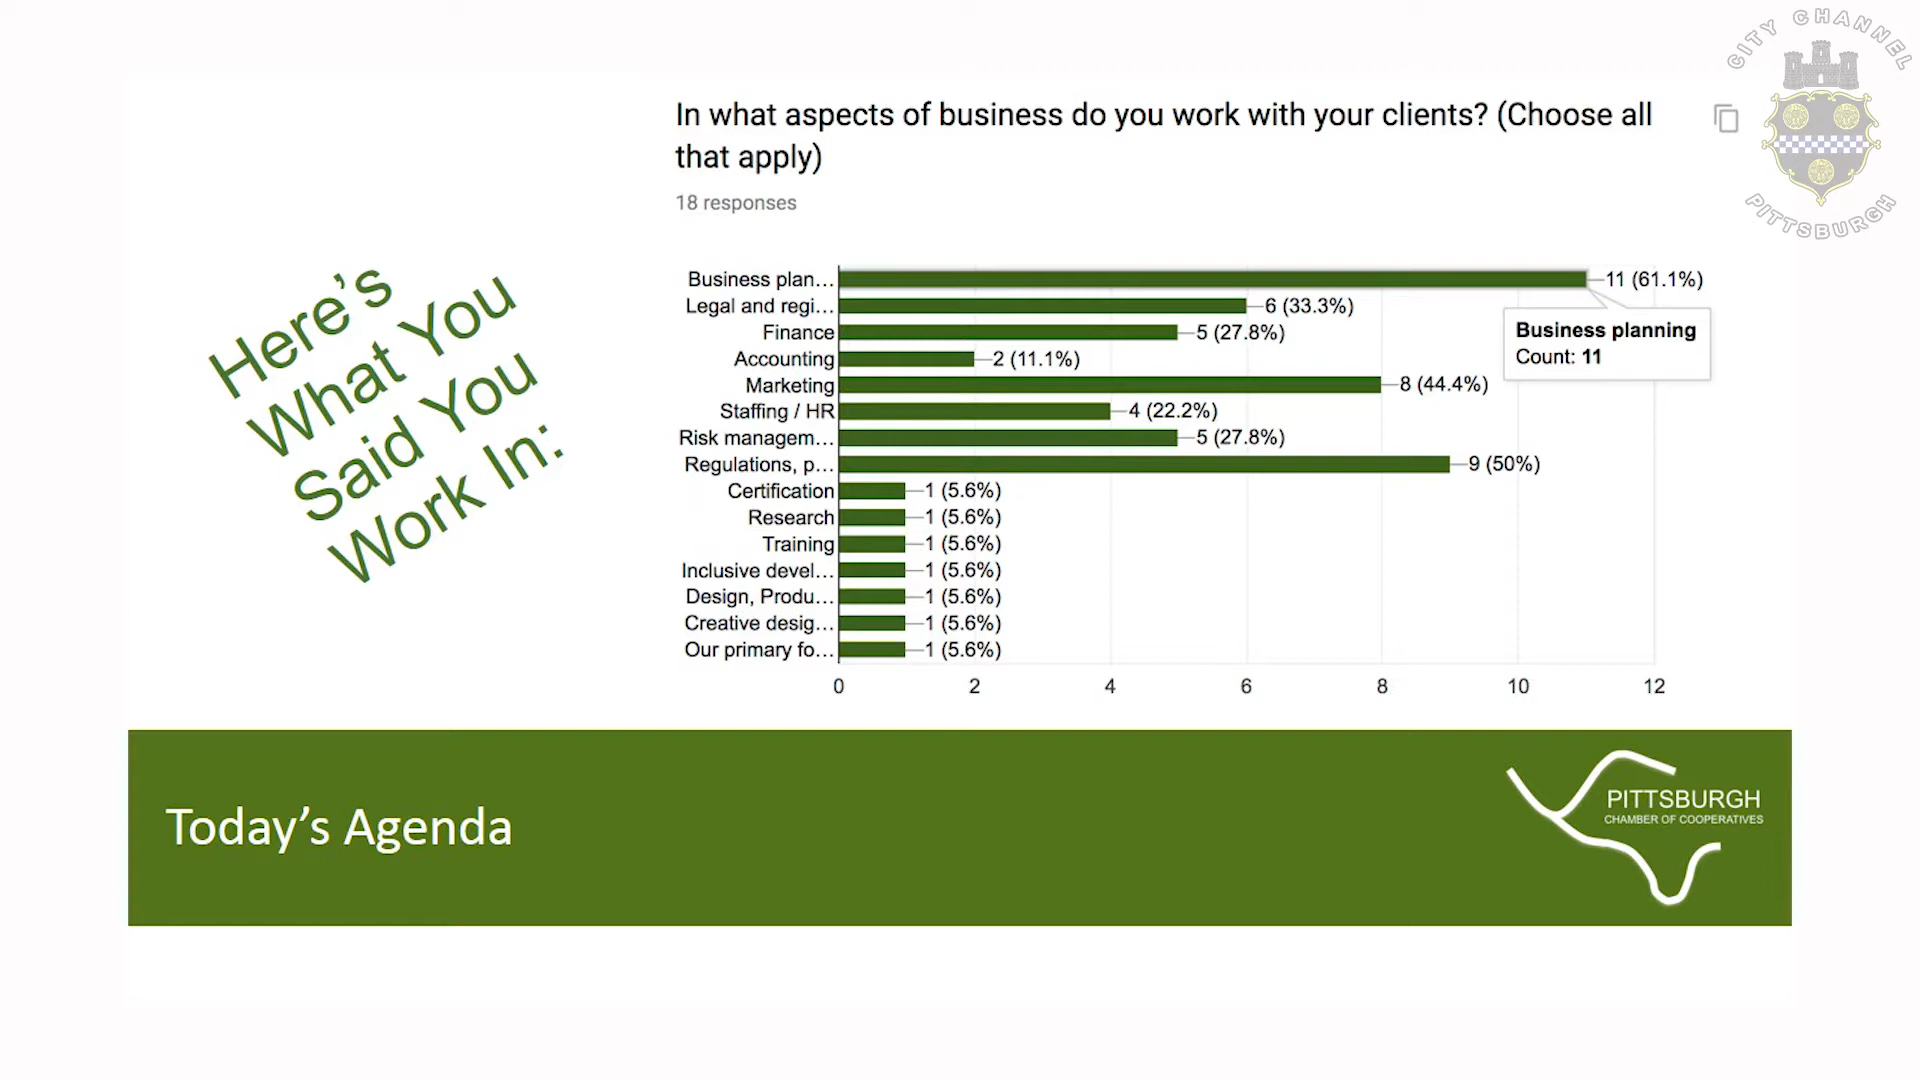 CITY CHANNEL
PITTSBURGH
In what aspects of business do you work with your clients? (Choose all
that apply)
18 responses
Here's
What You
Said You
Work In:
Business plan... 11 (61.1%)
Legal and regi... 6 (33.3%)
Finance 5 (27.8%)
Accounting 2 (11.1%)
Marketing 8 (44.4%)
Staffing / HR 4 (22.2%)
Risk managem... 5 (27.8%)
Regulations, p... 9 (50%)
Certification 1 (5.6%)
Research 1 (5.6%)
Training 1 (5.6%)
Inclusive devel... 1 (5.6%)
Design, Produ... 1 (5.6%)
Creative desig... 1 (5.6%)
Our primary fo... 1 (5.6%)
Business planning
Count: 11
0 2 4 6 8 10 12
Today's Agenda
PITTSBURGH
CHAMBER OF COOPERATIVES